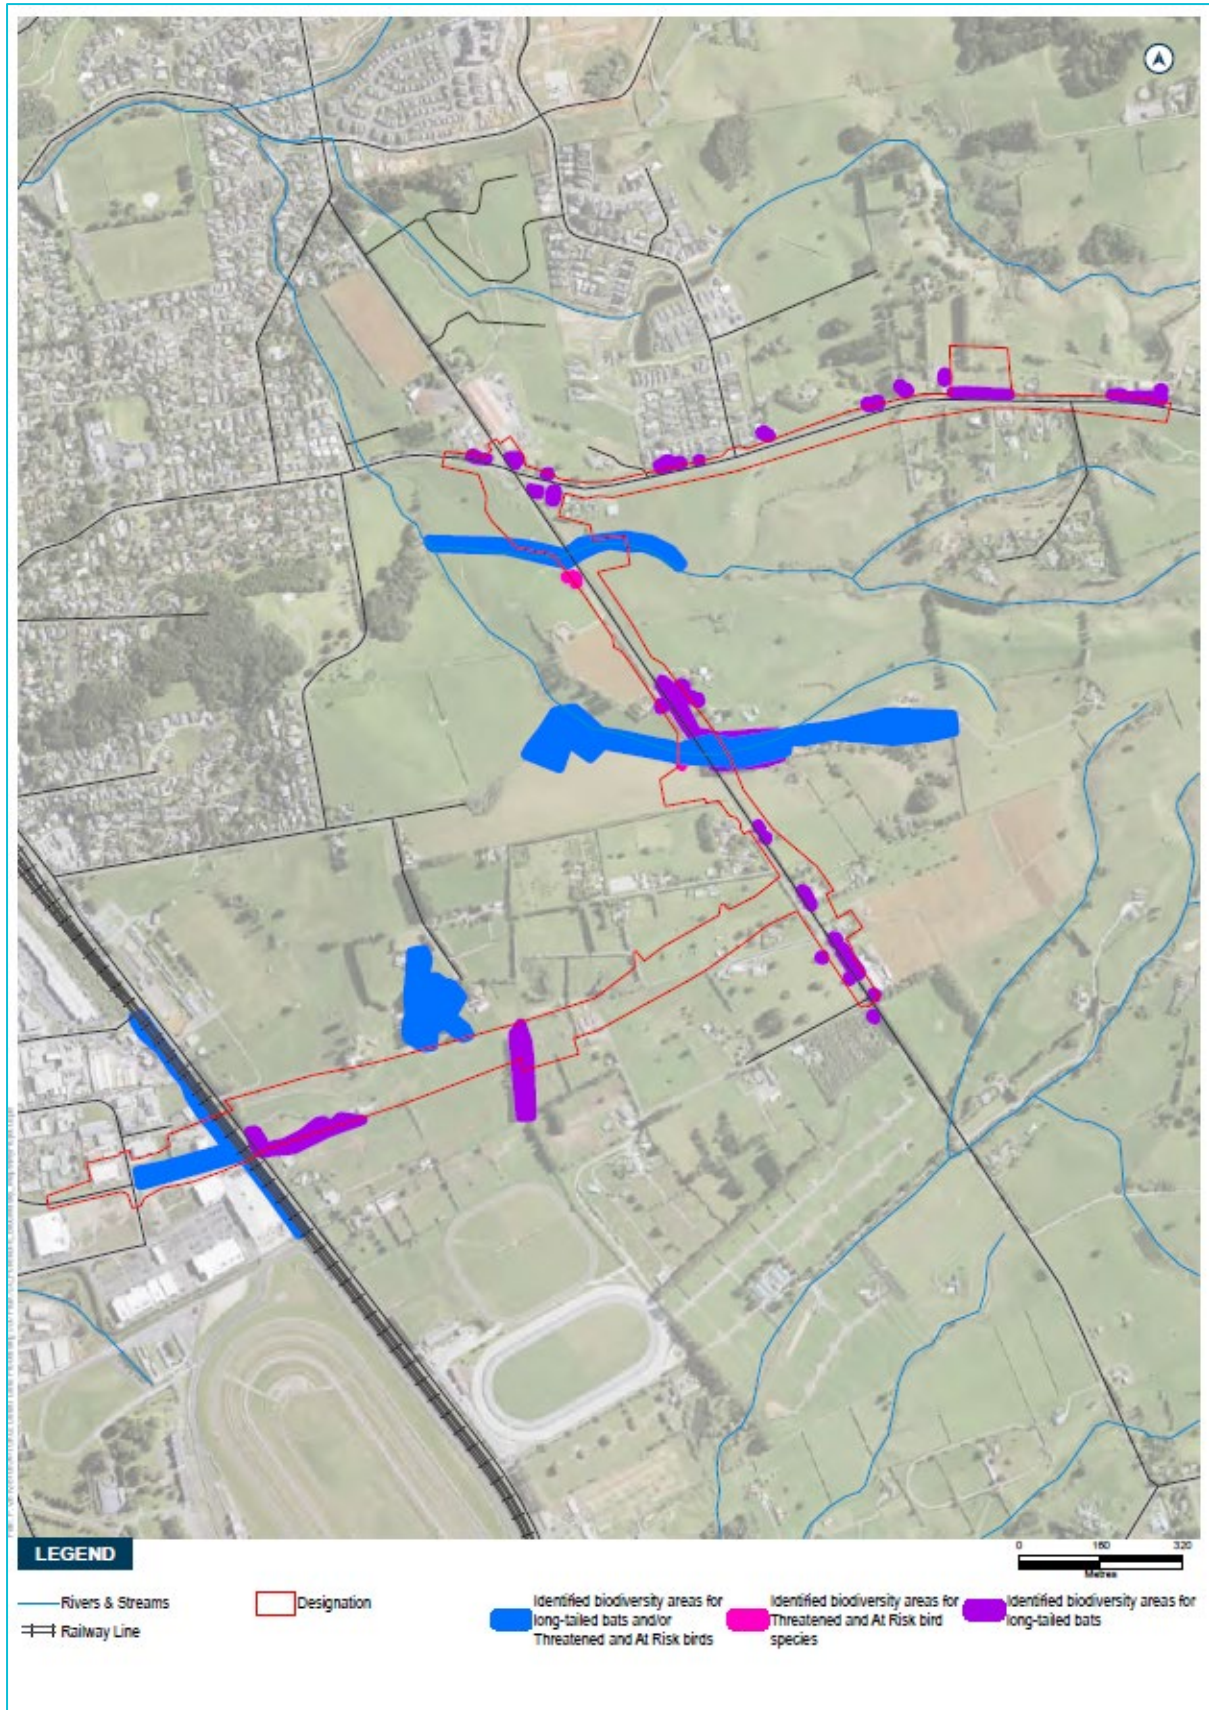 LEGEND
0 160 320
Metres
Rivers & Streams
Railway Line
Designation
Identified biodiversity areas for
long-tailed bats and/or
Threatened and At Risk birds
Identified biodiversity areas for
Threatened and At Risk bird
species
Identified biodiversity areas for
long-tailed bats